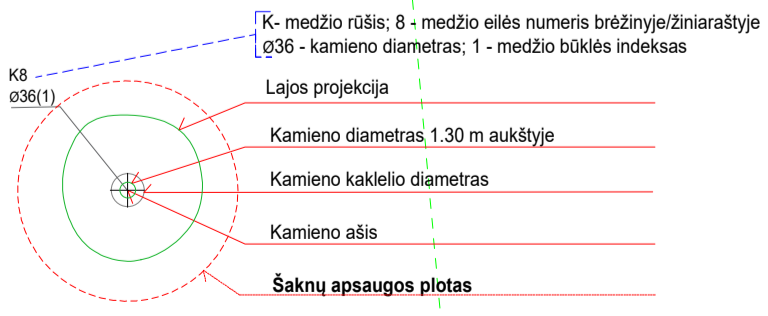 K- medžio rūšis; 8 - medžio eilės numeris brėžinyje/žiniaraštyje
Ø36 - kamieno diametras; 1 - medžio būklės indeksas
K8
Ø36(1)
Lajos projekcija
Kamieno diametras 1.30 m aukštyje
Kamieno kaklelio diametras
Kamieno ašis
Šaknų apsaugos plotas